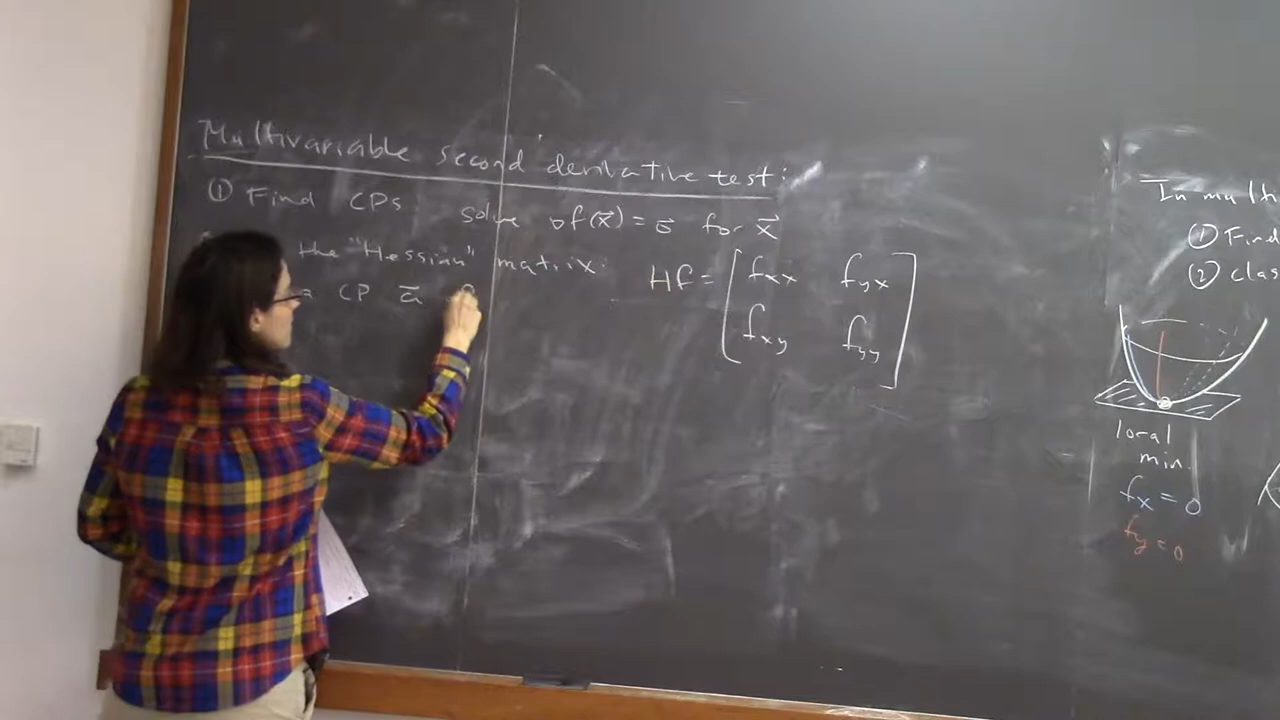 Multivariable second derivative test:
① Find CPs solve ∇f(x⃗) = 0⃗ for x⃗
the "Hessian" matrix: Hf = [ fxx fyx
fxy fyy ]
a CP a⃗
In multi
① Find
② clas
local
min.
fx = 0
fy = 0